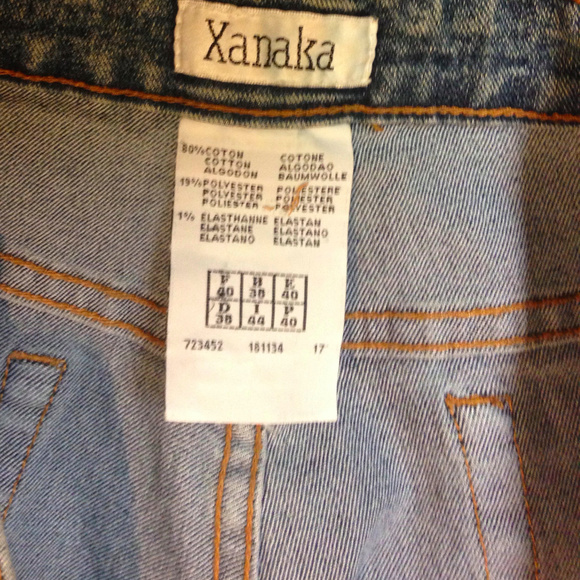 Xanaka
80%COTON COTONE
COTTON ALGODAO
ALGODON BAUMWOLLE
19%POLYESTER POLIESTERE
POLYESTER POLYESTER
POLIESTER POLYESTER
1% ELASTHANNE ELASTAN
ELASTANE ELASTANO
ELASTANO ELASTAN
F B E
40 38 40
D I P
38 44 40
723452 181134 17